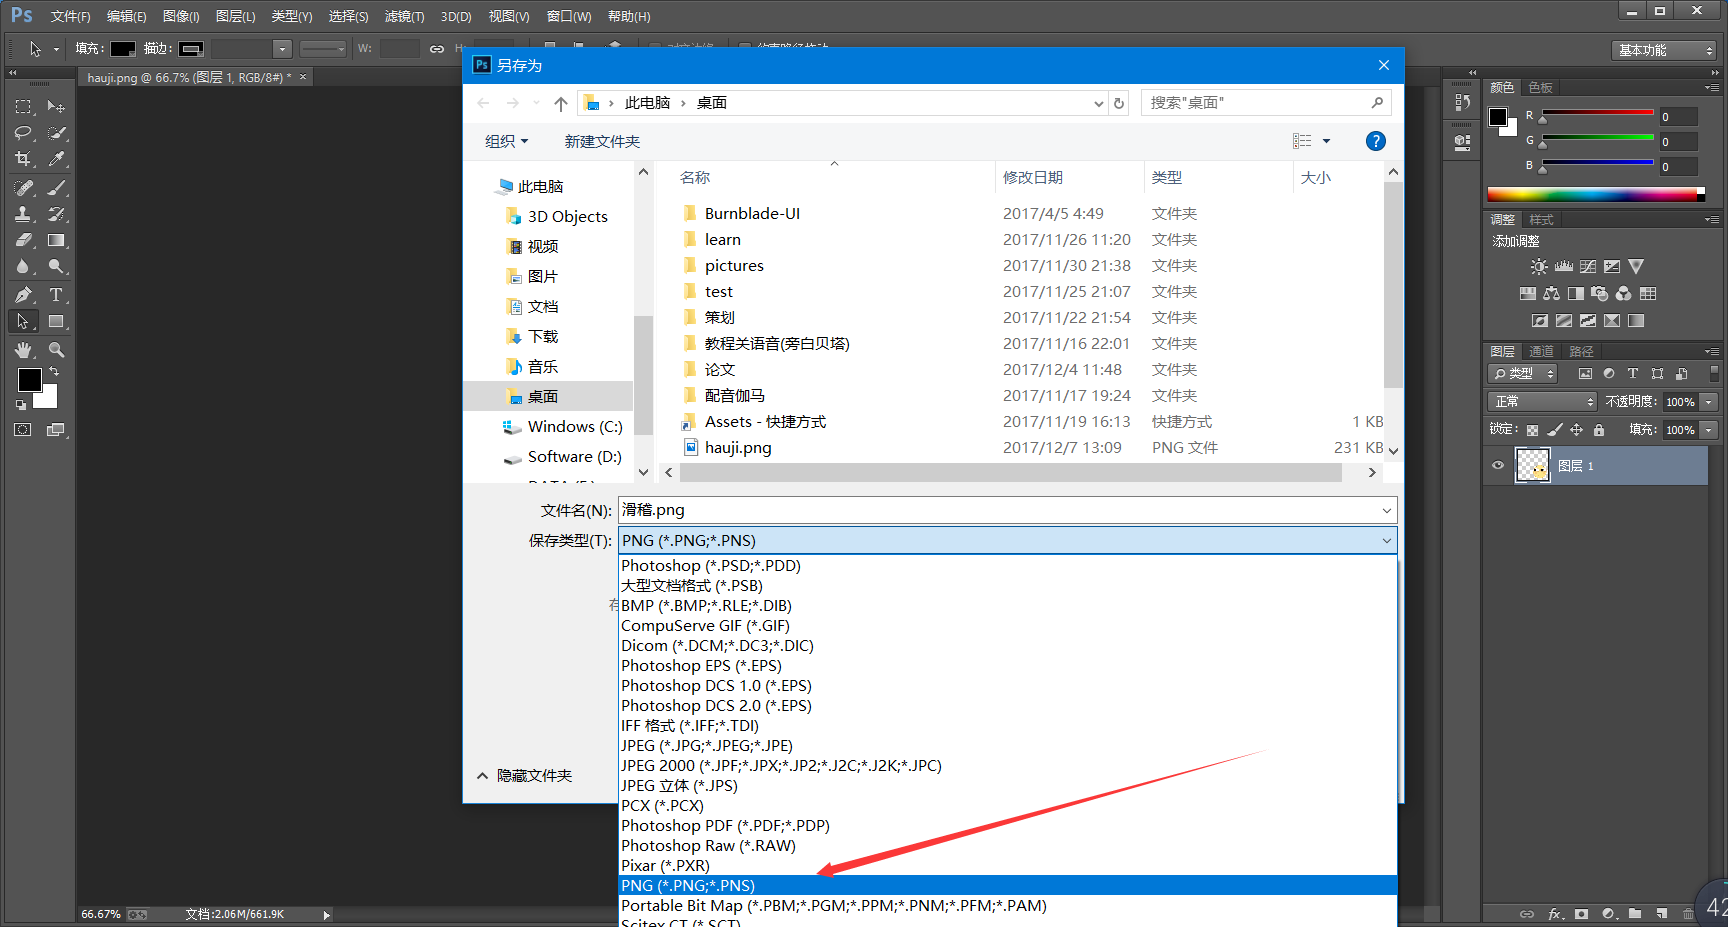 Ps 文件(F) 编辑(E) 图像(I) 图层(L) 类型(Y) 选择(S) 滤镜(T) 3D(D) 视图(V) 窗口(W) 帮助(H)
填充: 描边: W: H: 基本功能
hauji.png @ 66.7% (图层 1, RGB/8#) * ×
Ps 另存为
此电脑 › 桌面
搜索"桌面"
组织 新建文件夹
名称 修改日期 类型 大小
此电脑
3D Objects
视频
图片
文档
下载
音乐
桌面
Windows (C:)
Software (D:)
Burnblade-UI 2017/4/5 4:49 文件夹
learn 2017/11/26 11:20 文件夹
pictures 2017/11/30 21:38 文件夹
test 2017/11/25 21:07 文件夹
策划 2017/11/22 21:54 文件夹
教程关语音(旁白贝塔) 2017/11/16 22:01 文件夹
论文 2017/12/4 11:48 文件夹
配音伽马 2017/11/17 19:24 文件夹
Assets - 快捷方式 2017/11/19 16:13 快捷方式 1 KB
hauji.png 2017/12/7 13:09 PNG 文件 231 KB
文件名(N): 滑稽.png
保存类型(T): PNG (*.PNG;*.PNS)
Photoshop (*.PSD;*.PDD)
大型文档格式 (*.PSB)
BMP (*.BMP;*.RLE;*.DIB)
CompuServe GIF (*.GIF)
Dicom (*.DCM;*.DC3;*.DIC)
Photoshop EPS (*.EPS)
Photoshop DCS 1.0 (*.EPS)
Photoshop DCS 2.0 (*.EPS)
IFF 格式 (*.IFF;*.TDI)
JPEG (*.JPG;*.JPEG;*.JPE)
JPEG 2000 (*.JPF;*.JPX;*.JP2;*.J2C;*.J2K;*.JPC)
JPEG 立体 (*.JPS)
PCX (*.PCX)
Photoshop PDF (*.PDF;*.PDP)
Photoshop Raw (*.RAW)
Pixar (*.PXR)
PNG (*.PNG;*.PNS)
Portable Bit Map (*.PBM;*.PGM;*.PPM;*.PNM;*.PFM;*.PAM)
Scitex CT (*.SCT)
隐藏文件夹
颜色 色板
R 0
G 0
B 0
调整 样式
添加调整
图层 通道 路径
类型
正常 不透明度: 100%
锁定: 填充: 100%
图层 1
66.67% 文档:2.06M/661.9K
42